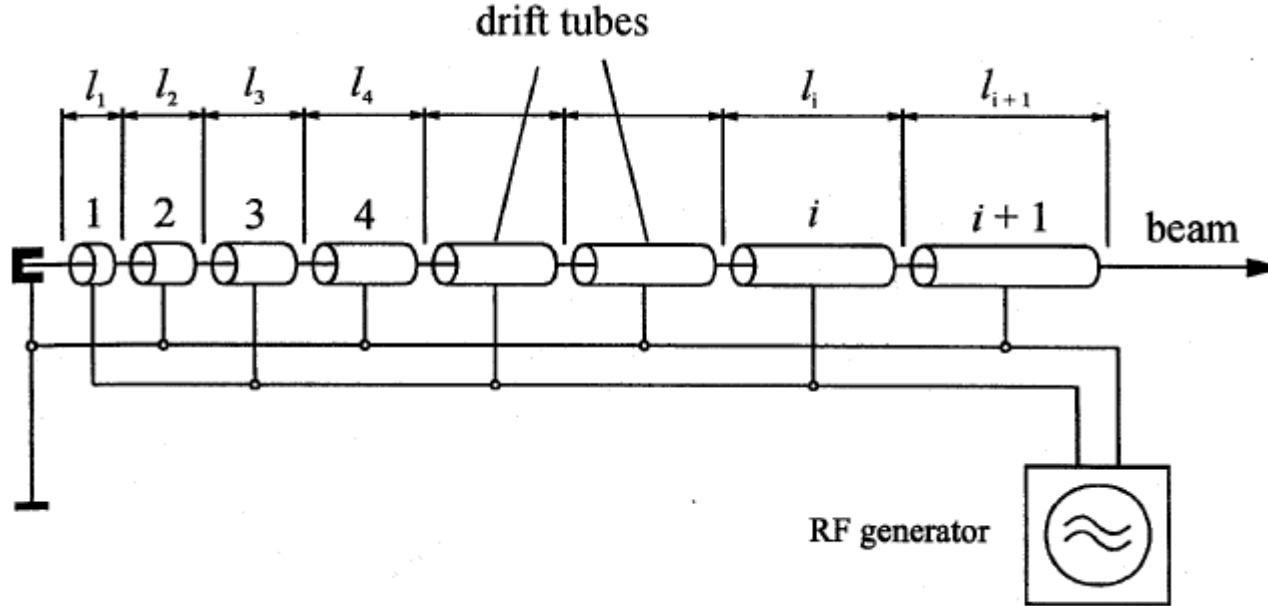 drift tubes
l₁ l₂ l₃ l₄ lᵢ lᵢ₊₁
1 2 3 4 i i + 1
beam
RF generator